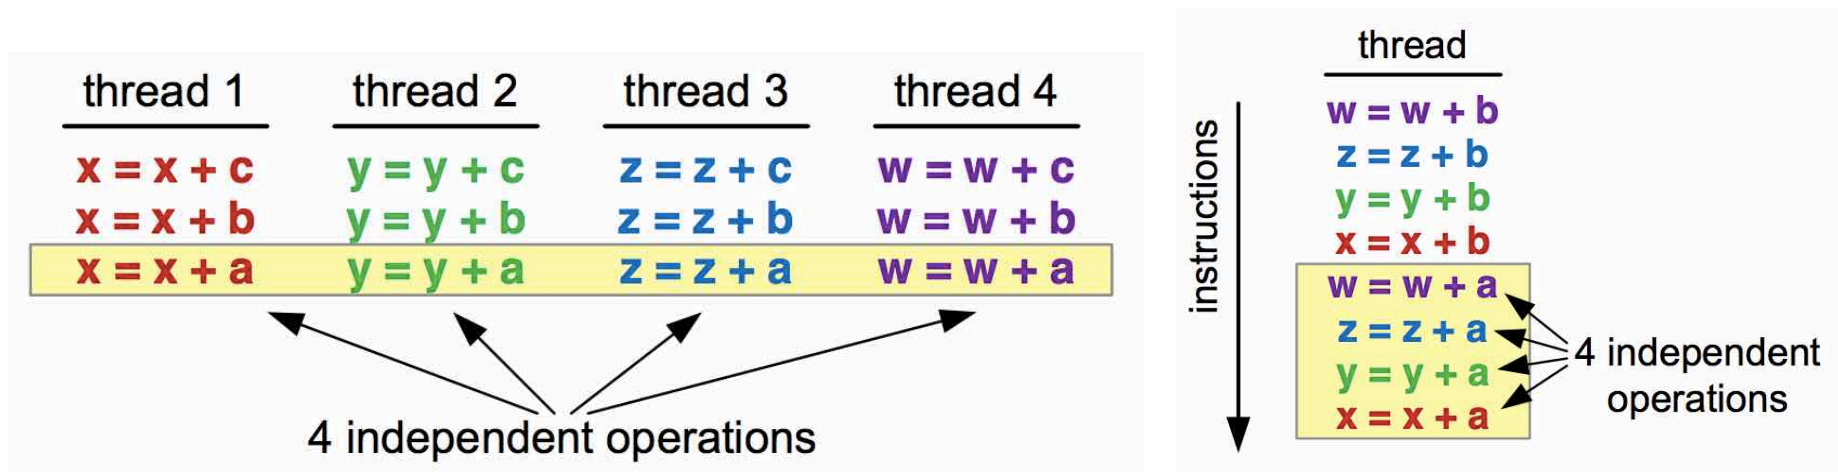 thread 1 thread 2 thread 3 thread 4
x = x + c y = y + c z = z + c w = w + c
x = x + b y = y + b z = z + b w = w + b
x = x + a y = y + a z = z + a w = w + a
4 independent operations
thread
instructions
w = w + b
z = z + b
y = y + b
x = x + b
w = w + a
z = z + a
y = y + a
x = x + a
4 independent
operations